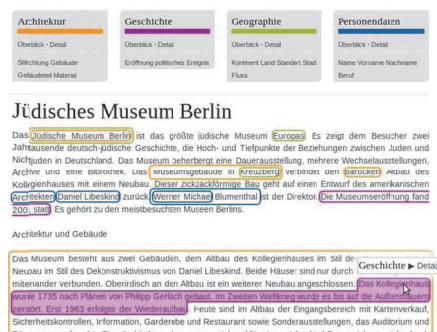 Architektur
Überblick · Detail
Stilrichtung Gebäude
Gebäudeteil Material
Geschichte
Überblick · Detail
Eröffnung politisches Ereignis
Geographie
Überblick · Detail
Kontinent Land Standort Stadt
Fluss
Personendaten
Überblick · Detail
Name Vorname Nachname
Beruf
Jüdisches Museum Berlin
Das Jüdische Museum Berlin ist das größte jüdische Museum Europas. Es zeigt dem Besucher zwei
Jahrtausende deutsch-jüdische Geschichte, die Hoch- und Tiefpunkte der Beziehungen zwischen Juden und
Nichtjuden in Deutschland. Das Museum beherbergt eine Dauerausstellung, mehrere Wechselausstellungen,
Archive und eine Bibliothek. Das Museumsgebäude in Kreuzberg verbindet den barocken Altbau des
Kollegienhauses mit einem Neubau. Dieser zickzackförmige Bau geht auf einen Entwurf des amerikanischen
Architekten Daniel Libeskind zurück. Werner Michael Blumenthal ist der Direktor. Die Museumseröffnung fand
statt. Es gehört zu den meistbesuchten Museen Berlins.
Architektur und Gebäude
Das Museum besteht aus zwei Gebäuden, dem Altbau des Kollegienhauses im Stil
Neubau im Stil des Dekonstruktivismus von Daniel Libeskind. Beide Häuser sind nur durch
Geschichte ▶ Detail
miteinander verbunden. Oberirdisch an den Altbau ist ein weiterer Neubau angeschlossen. Das Kollegienhaus
wurde 1735 nach Plänen von Philipp Gerlach gebaut. Im Zweiten Weltkrieg wurde es bis auf die Außenmauern
zerstört. Erst 1963 erfolgte der Wiederaufbau. Heute sind im Altbau der Eingangsbereich mit Kartenverkauf,
Sicherheitskontrollen, Information, Garderobe und Restaurant sowie Sonderausstellungen, das Auditorium und